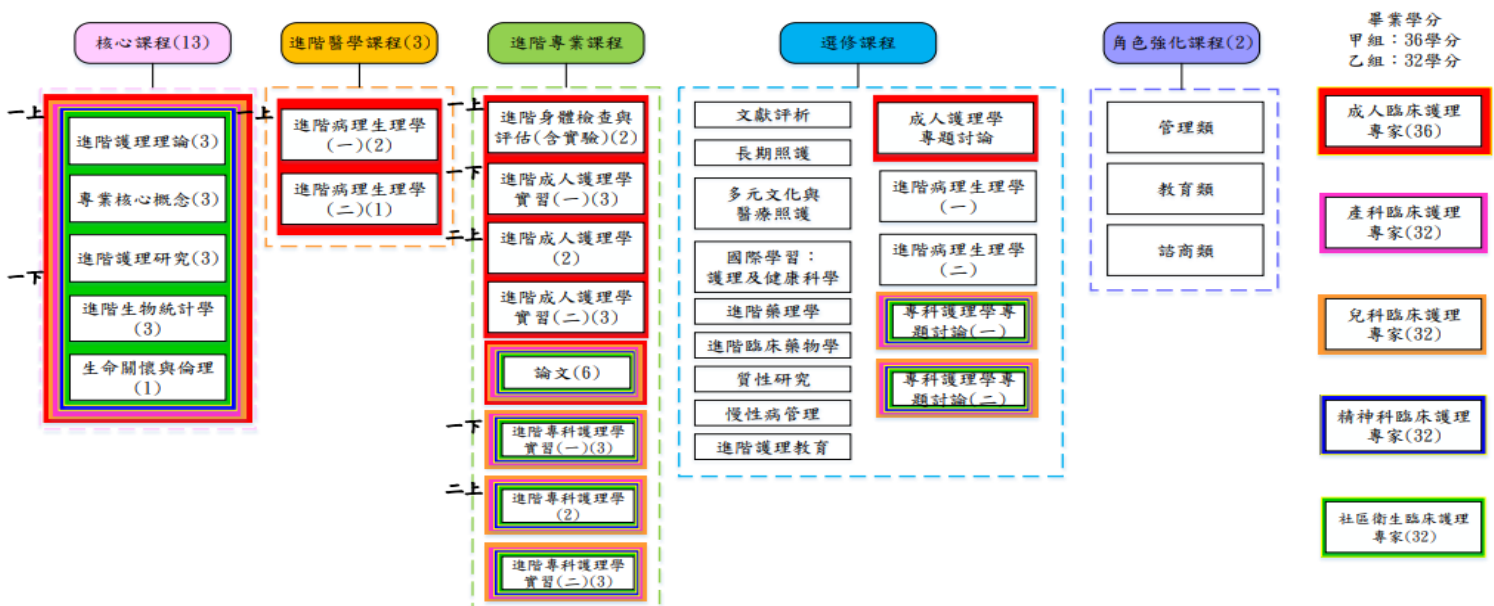 核心課程(13)
一上
進階護理理論(3)
專業核心概念(3)
進階護理研究(3)
一下
進階生物統計學
(3)
生命關懷與倫理
(1)
進階醫學課程(3)
一上
進階病理生理學
(一)(2)
進階病理生理學
(二)(1)
進階專業課程
一上
進階身體檢查與
評估(含實驗)(2)
一下
進階成人護理學
實習(一)(3)
二上
進階成人護理學
(2)
進階成人護理學
實習(二)(3)
論文(6)
一下
進階專科護理學
實習(一)(3)
二上
進階專科護理學
(2)
進階專科護理學
實習(二)(3)
選修課程
文獻評析
長期照護
多元文化與
醫療照護
國際學習：
護理及健康科學
進階藥理學
進階臨床藥物學
質性研究
慢性病管理
進階護理教育
成人護理學
專題討論
進階病理生理學
(一)
進階病理生理學
(二)
專科護理學專
題討論(一)
專科護理學專
題討論(二)
角色強化課程(2)
管理類
教育類
諮商類
畢業學分
甲組：36學分
乙組：32學分
成人臨床護理
專家(36)
產科臨床護理
專家(32)
兒科臨床護理
專家(32)
精神科臨床護理
專家(32)
社區衛生臨床護理
專家(32)